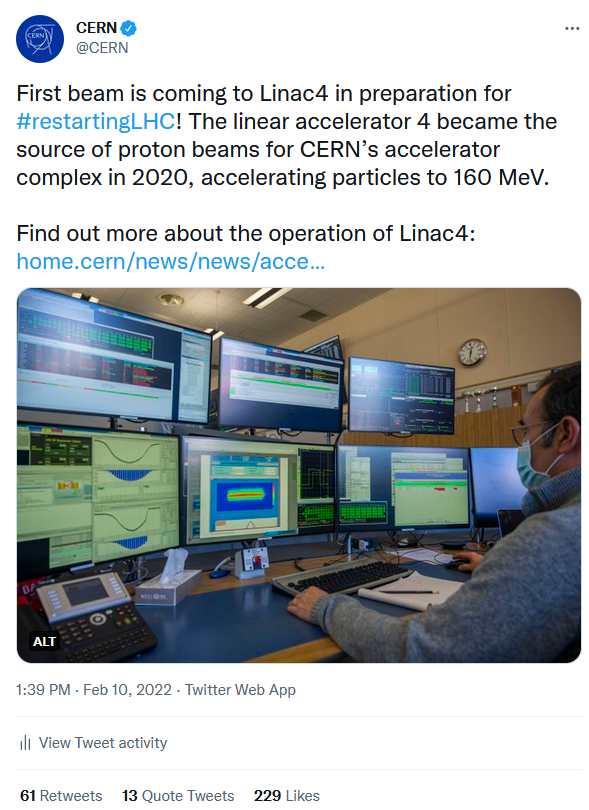 CERN
@CERN
First beam is coming to Linac4 in preparation for
#restartingLHC! The linear accelerator 4 became the
source of proton beams for CERN’s accelerator
complex in 2020, accelerating particles to 160 MeV.
Find out more about the operation of Linac4:
home.cern/news/news/acce...
ALT
1:39 PM · Feb 10, 2022 · Twitter Web App
View Tweet activity
61 Retweets 13 Quote Tweets 229 Likes